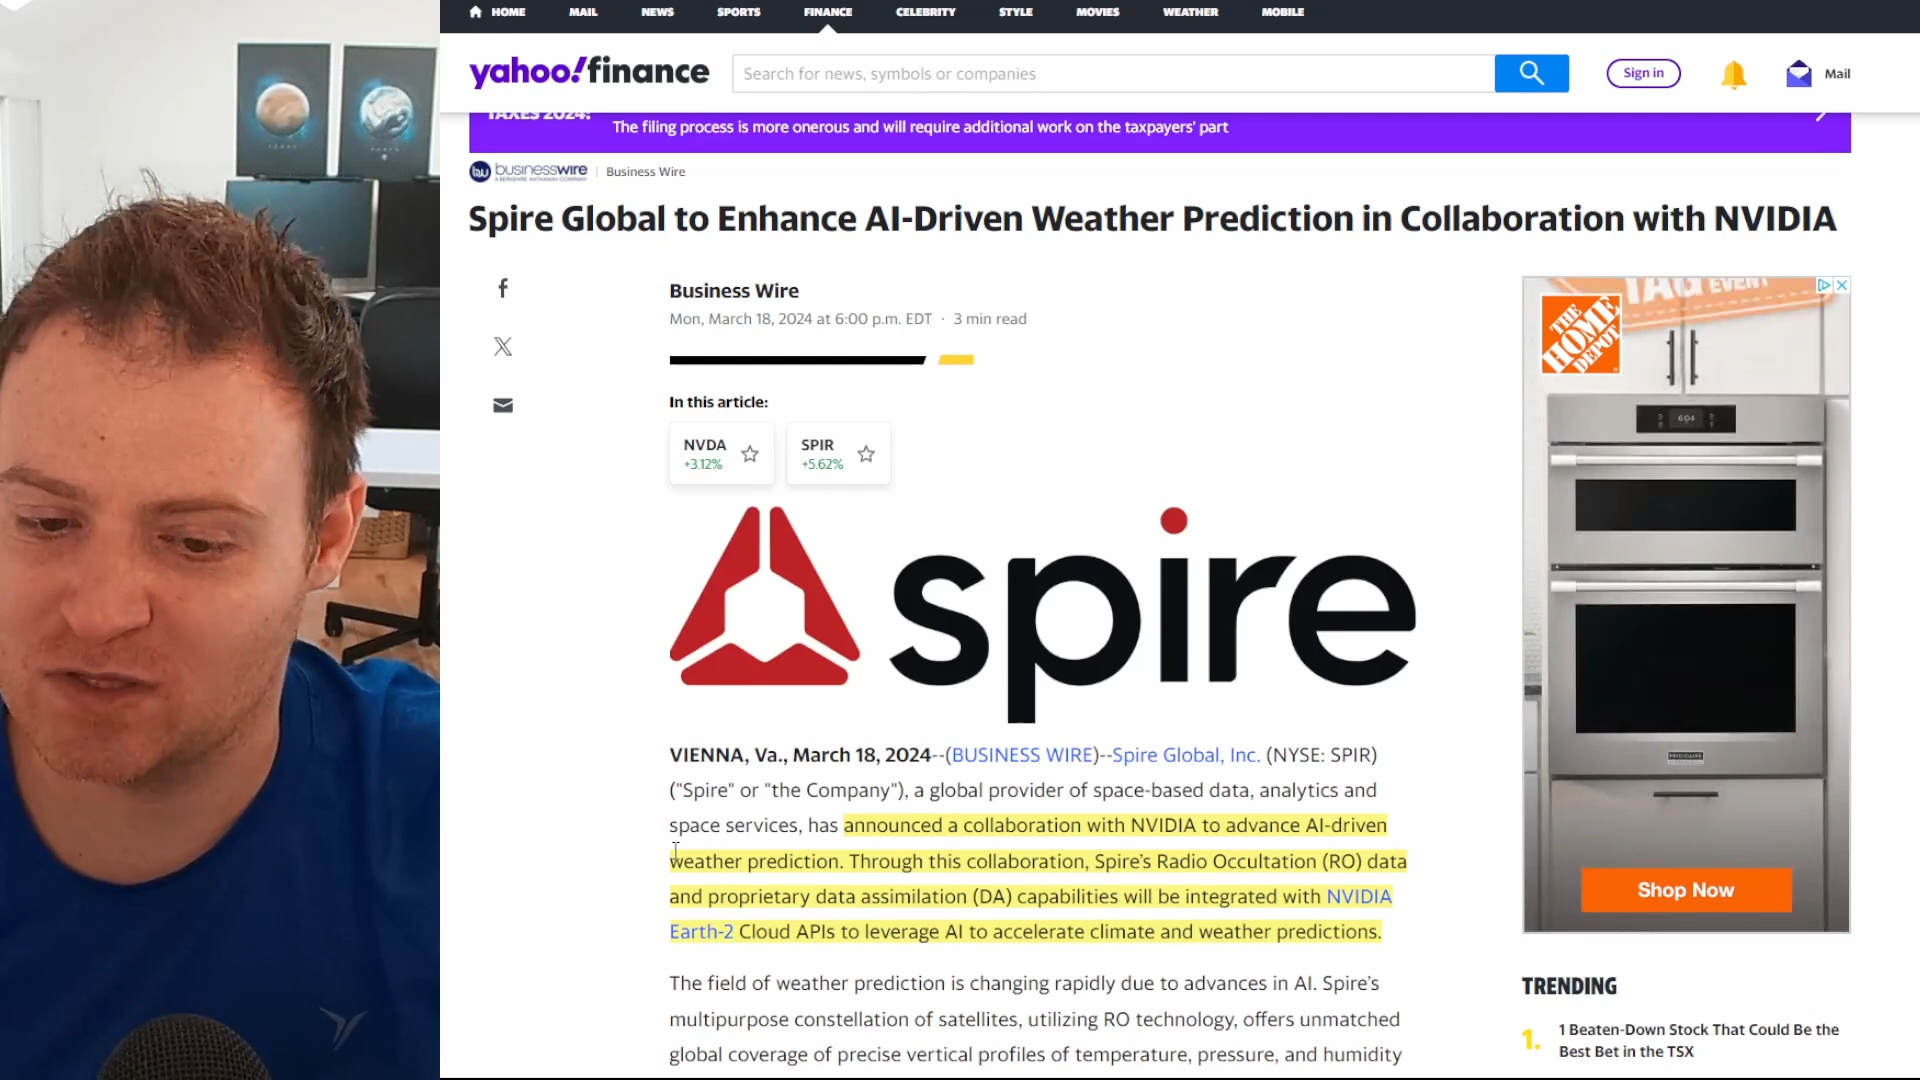 HOME MAIL NEWS SPORTS FINANCE CELEBRITY STYLE MOVIES WEATHER MOBILE
yahoo!finance
Search for news, symbols or companies
Sign in
Mail
TAXES 2024:
The filing process is more onerous and will require additional work on the taxpayers' part
businesswire
A BERKSHIRE HATHAWAY COMPANY
Business Wire
Spire Global to Enhance AI-Driven Weather Prediction in Collaboration with NVIDIA
Business Wire
Mon, March 18, 2024 at 6:00 p.m. EDT · 3 min read
In this article:
NVDA
+3.12%
SPIR
+5.62%
spire
VIENNA, Va., March 18, 2024--(BUSINESS WIRE)--Spire Global, Inc. (NYSE: SPIR)
("Spire" or "the Company"), a global provider of space-based data, analytics and
space services, has announced a collaboration with NVIDIA to advance AI-driven
weather prediction. Through this collaboration, Spire's Radio Occultation (RO) data
and proprietary data assimilation (DA) capabilities will be integrated with NVIDIA
Earth-2 Cloud APIs to leverage AI to accelerate climate and weather predictions.
The field of weather prediction is changing rapidly due to advances in AI. Spire's
multipurpose constellation of satellites, utilizing RO technology, offers unmatched
global coverage of precise vertical profiles of temperature, pressure, and humidity
TAG EVENT
THE
HOME
DEPOT
6:04
FRIGIDAIRE
Shop Now
TRENDING
1. 1 Beaten-Down Stock That Could Be the
Best Bet in the TSX